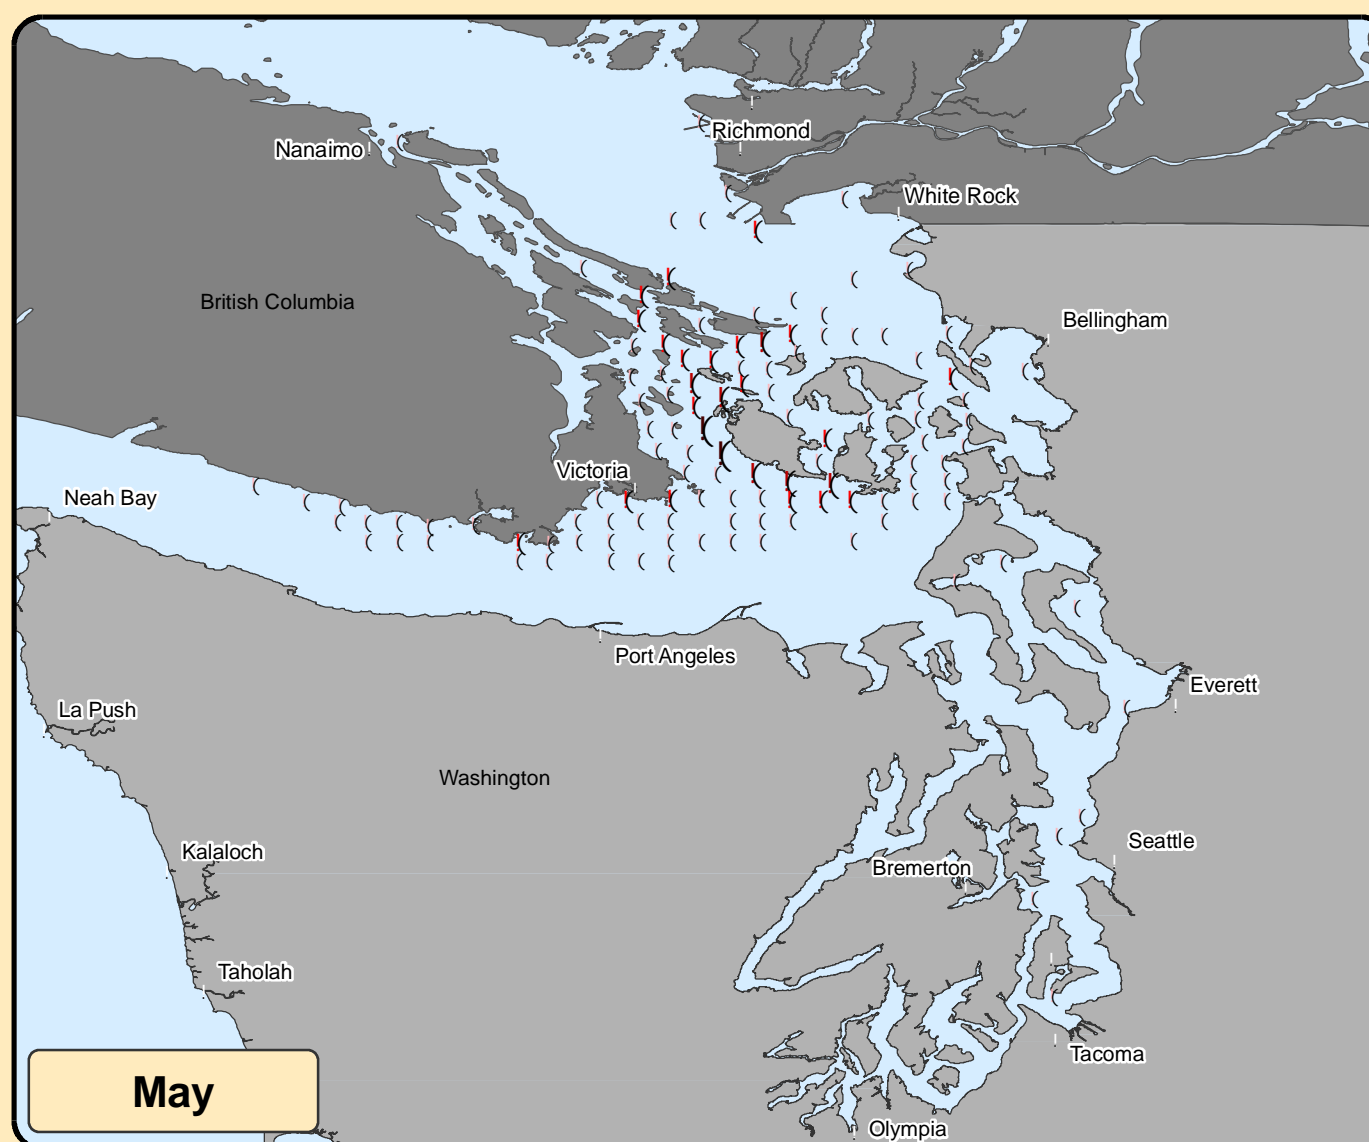 Richmond
Nanaimo
White Rock
British Columbia
Bellingham
Victoria
Neah Bay
Port Angeles
Everett
La Push
Washington
Seattle
Kalaloch
Bremerton
Taholah
Tacoma
May
Olympia